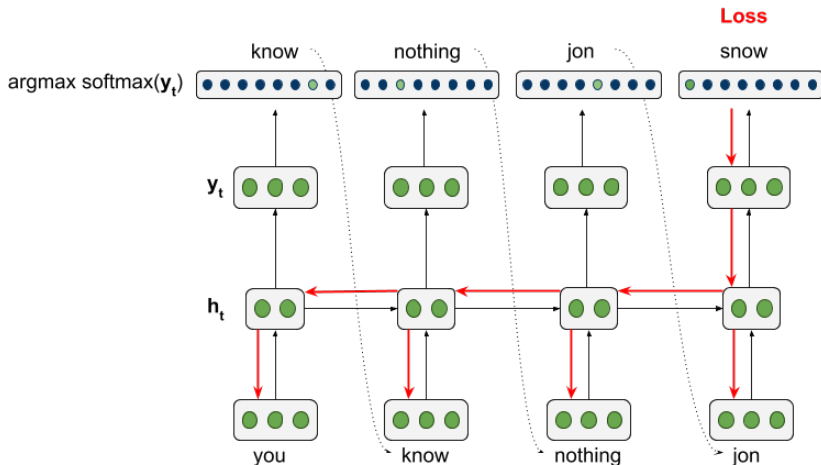 Loss
know nothing jon snow
argmax softmax(y_t)
y_t
h_t
you know nothing jon